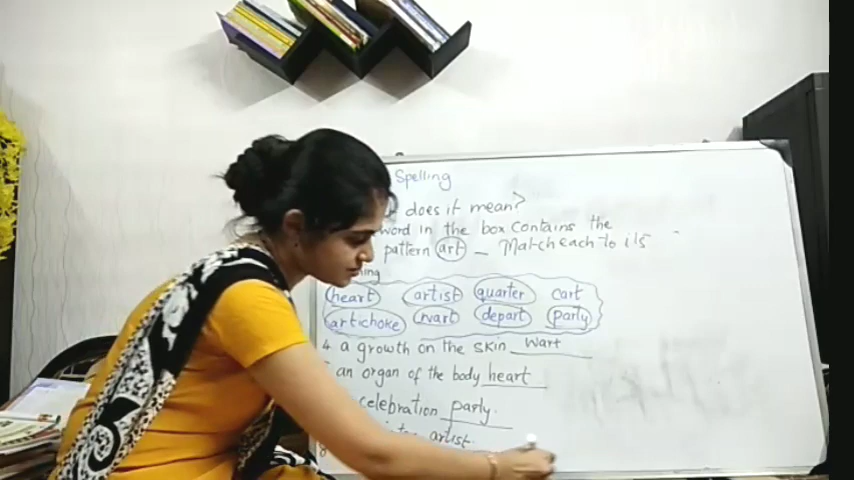 Spelling
does it mean?
word in the box contains the
pattern art - Match each to its
heart artist quarter cart
artichoke wart depart party
4. a growth on the skin wart
an organ of the body heart
celebration party.
artist.